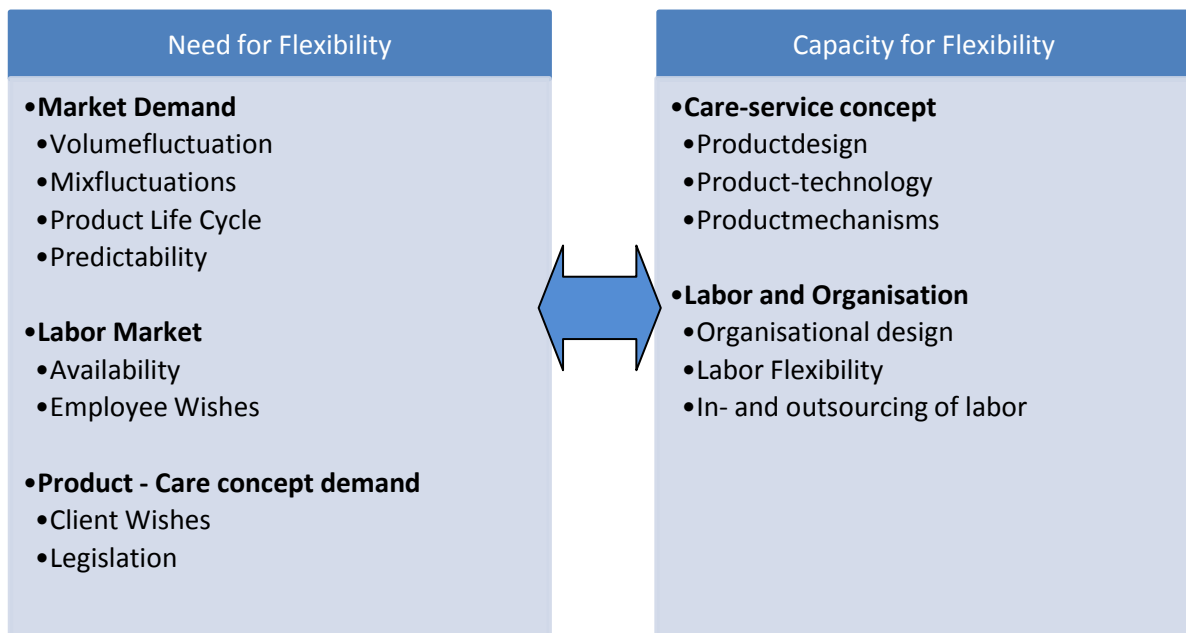 Need for Flexibility
•Market Demand
•Volumefluctuation
•Mixfluctuations
•Product Life Cycle
•Predictability
•Labor Market
•Availability
•Employee Wishes
•Product - Care concept demand
•Client Wishes
•Legislation
Capacity for Flexibility
•Care-service concept
•Productdesign
•Product-technology
•Productmechanisms
•Labor and Organisation
•Organisational design
•Labor Flexibility
•In- and outsourcing of labor